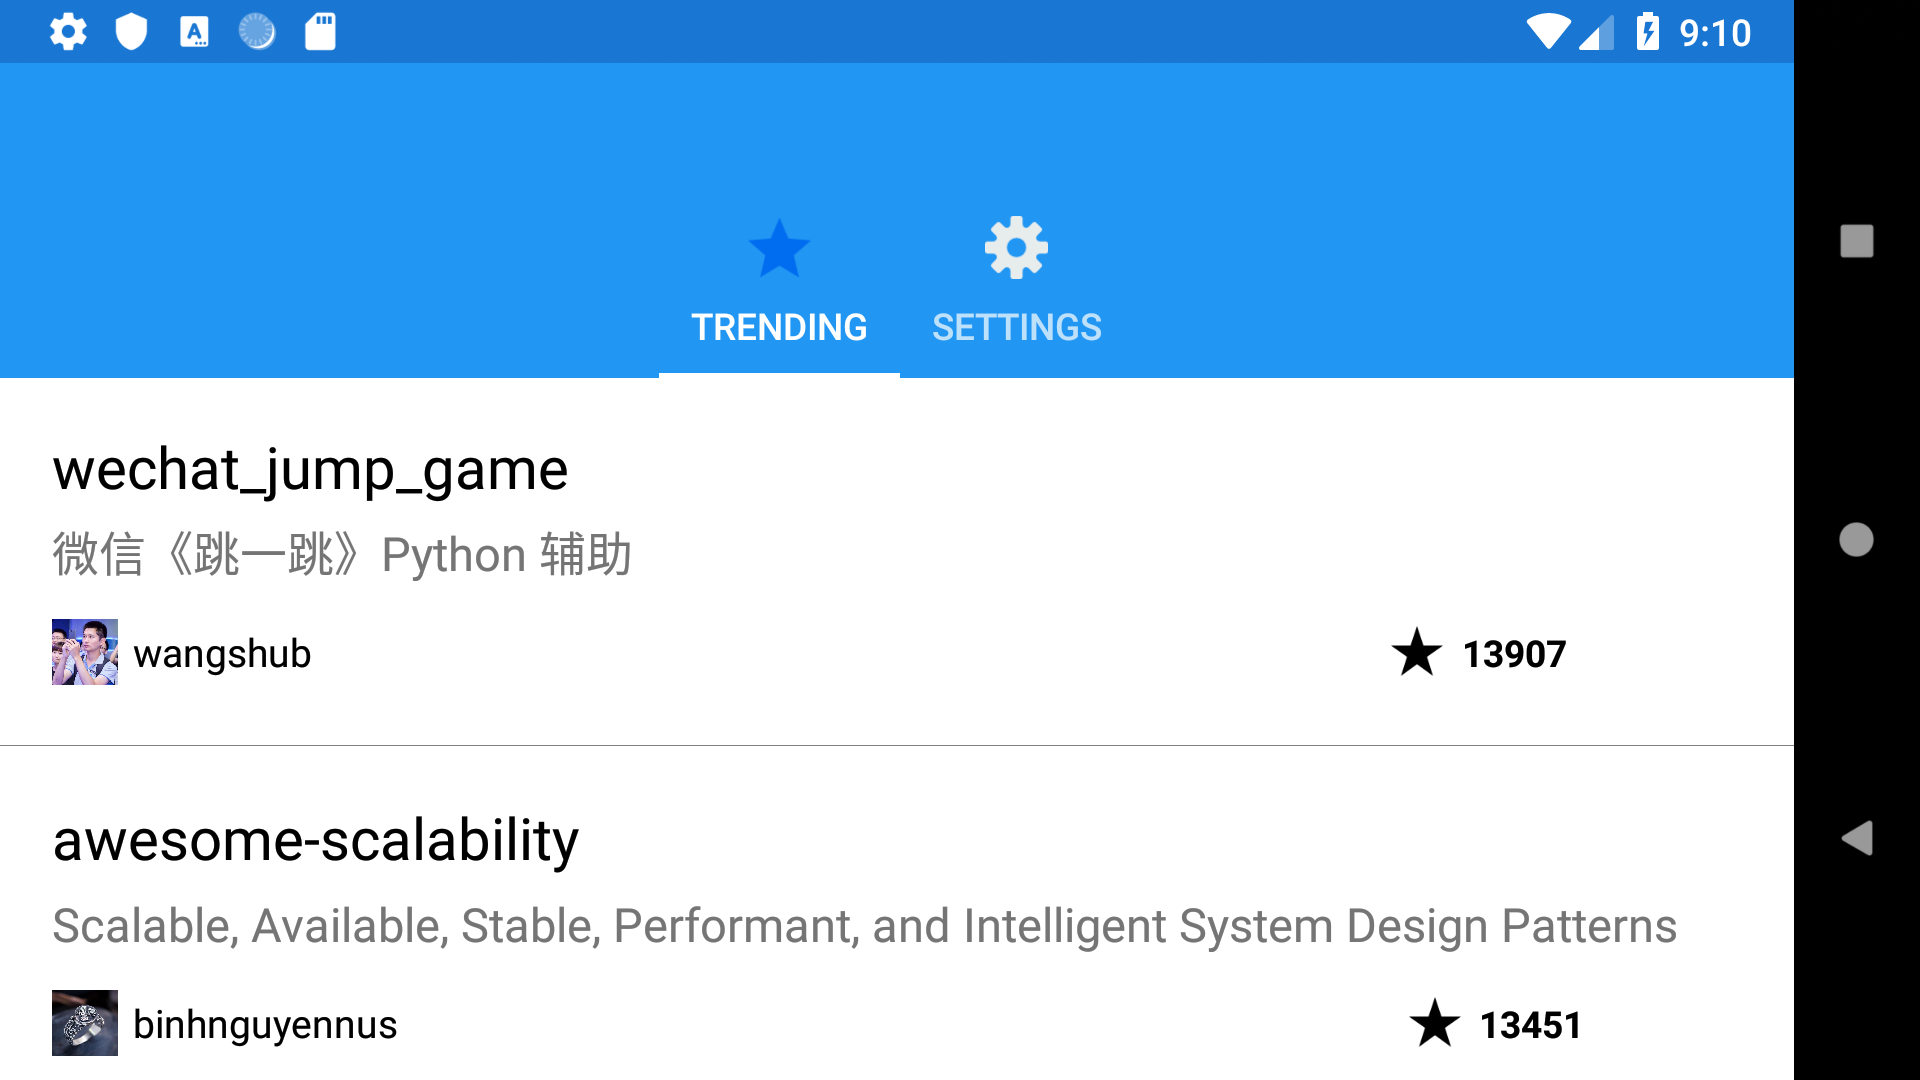 9:10
TRENDING
SETTINGS
wechat_jump_game
微信《跳一跳》Python 辅助
wangshub
13907
awesome-scalability
Scalable, Available, Stable, Performant, and Intelligent System Design Patterns
binhnguyennus
13451